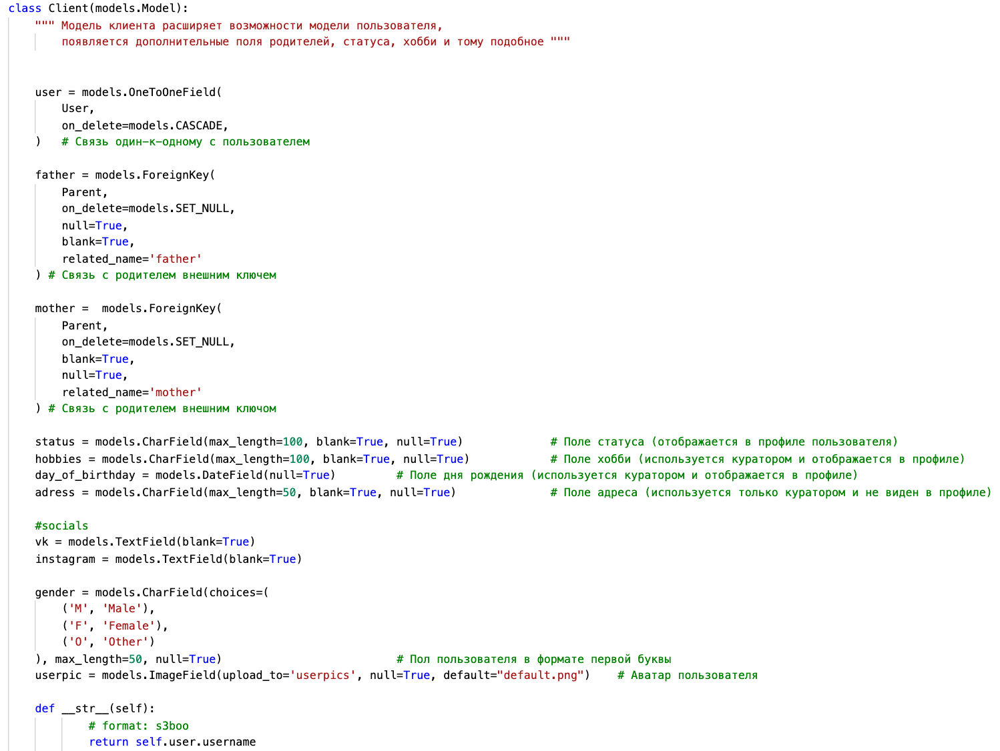 class Client(models.Model):
    """ Модель клиента расширяет возможности модели пользователя,
        появляется дополнительные поля родителей, статуса, хобби и тому подобное """
    user = models.OneToOneField(
        User,
        on_delete=models.CASCADE,
    )   # Связь один-к-одному с пользователем
    father = models.ForeignKey(
        Parent,
        on_delete=models.SET_NULL,
        null=True,
        blank=True,
        related_name='father'
    ) # Связь с родителем внешним ключем
    mother =  models.ForeignKey(
        Parent,
        on_delete=models.SET_NULL,
        blank=True,
        null=True,
        related_name='mother'
    ) # Связь с родителем внешним ключом
    status = models.CharField(max_length=100, blank=True, null=True)             # Поле статуса (отображается в профиле пользователя)
    hobbies = models.CharField(max_length=100, blank=True, null=True)            # Поле хобби (используется куратором и отображается в профиле)
    day_of_birthday = models.DateField(null=True)         # Поле дня рождения (используется куратором и отображается в профиле)
    adress = models.CharField(max_length=50, blank=True, null=True)              # Поле адреса (используется только куратором и не виден в профиле)
    #socials
    vk = models.TextField(blank=True)
    instagram = models.TextField(blank=True)
    gender = models.CharField(choices=(
        ('M', 'Male'),
        ('F', 'Female'),
        ('O', 'Other')
    ), max_length=50, null=True)                          # Пол пользователя в формате первой буквы
    userpic = models.ImageField(upload_to='userpics', null=True, default="default.png")    # Аватар пользователя
    def __str__(self):
            # format: s3boo
            return self.user.username